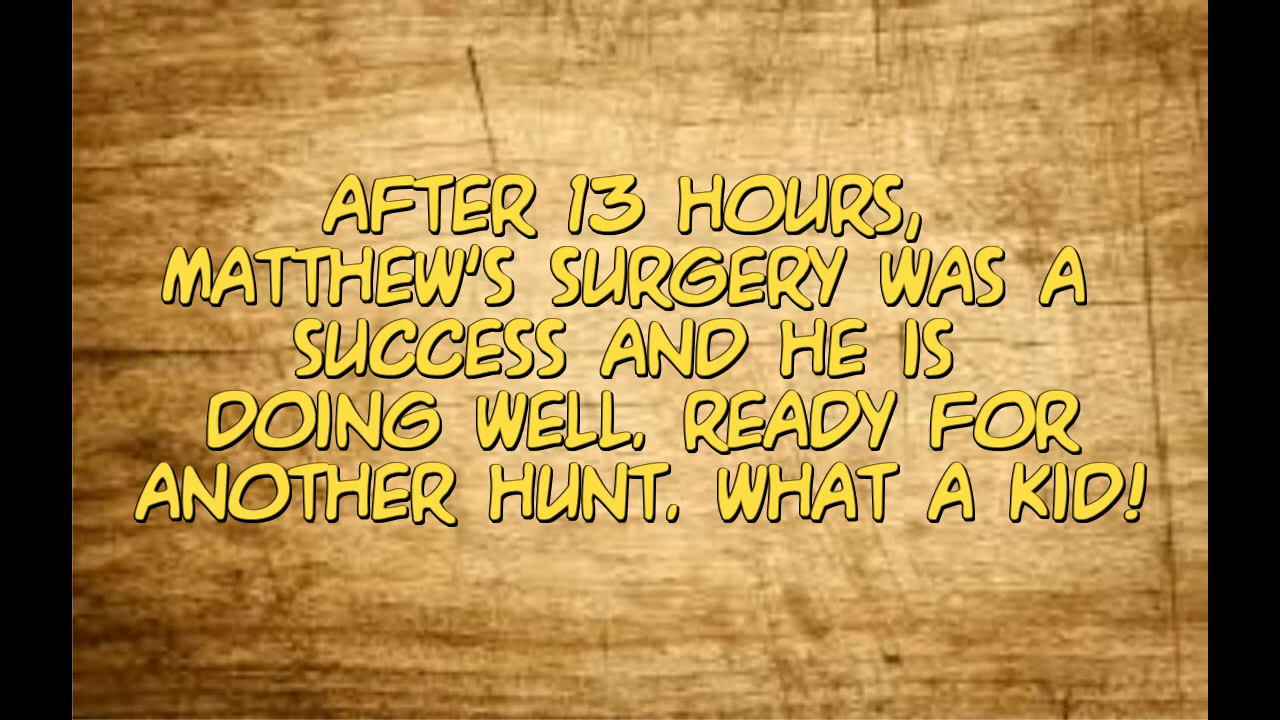 AFTER 13 HOURS,
MATTHEW'S SURGERY WAS A
SUCCESS AND HE IS
DOING WELL. READY FOR
ANOTHER HUNT. WHAT A KID!